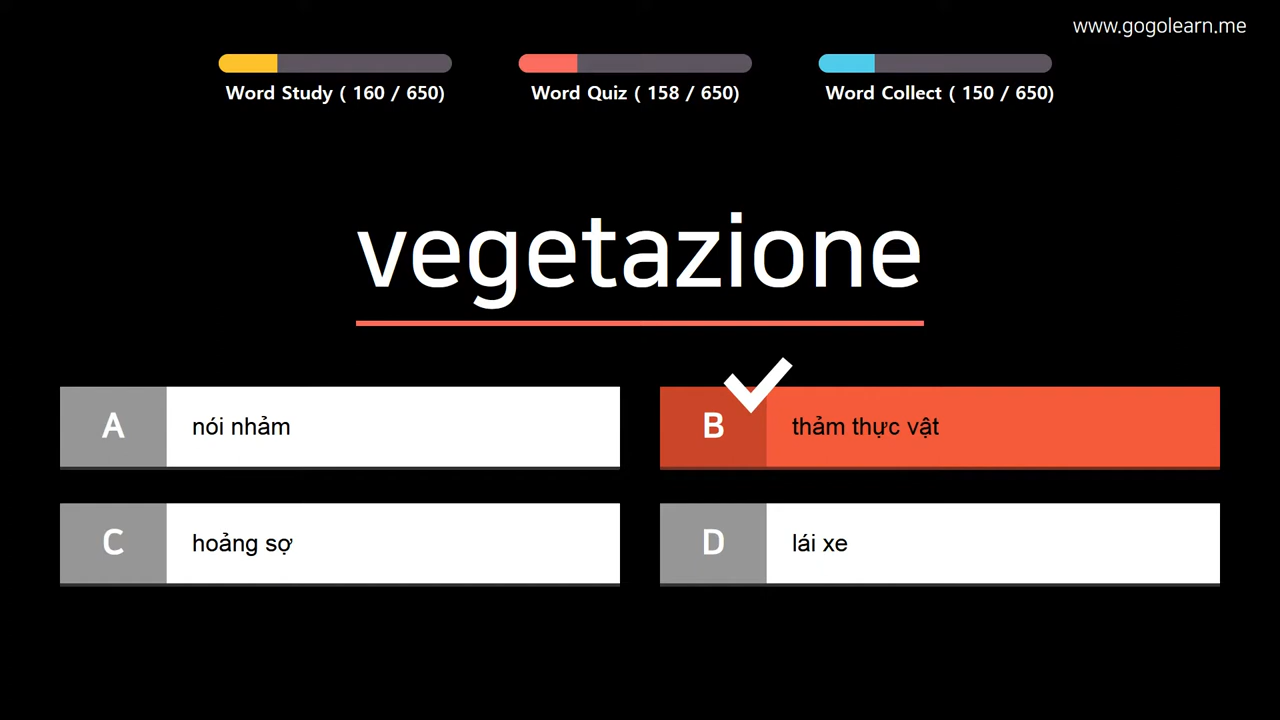 www.gogolearn.me
Word Study ( 160 / 650)
Word Quiz ( 158 / 650)
Word Collect ( 150 / 650)
vegetazione
A
nói nhảm
B
thảm thực vật
C
hoảng sợ
D
lái xe